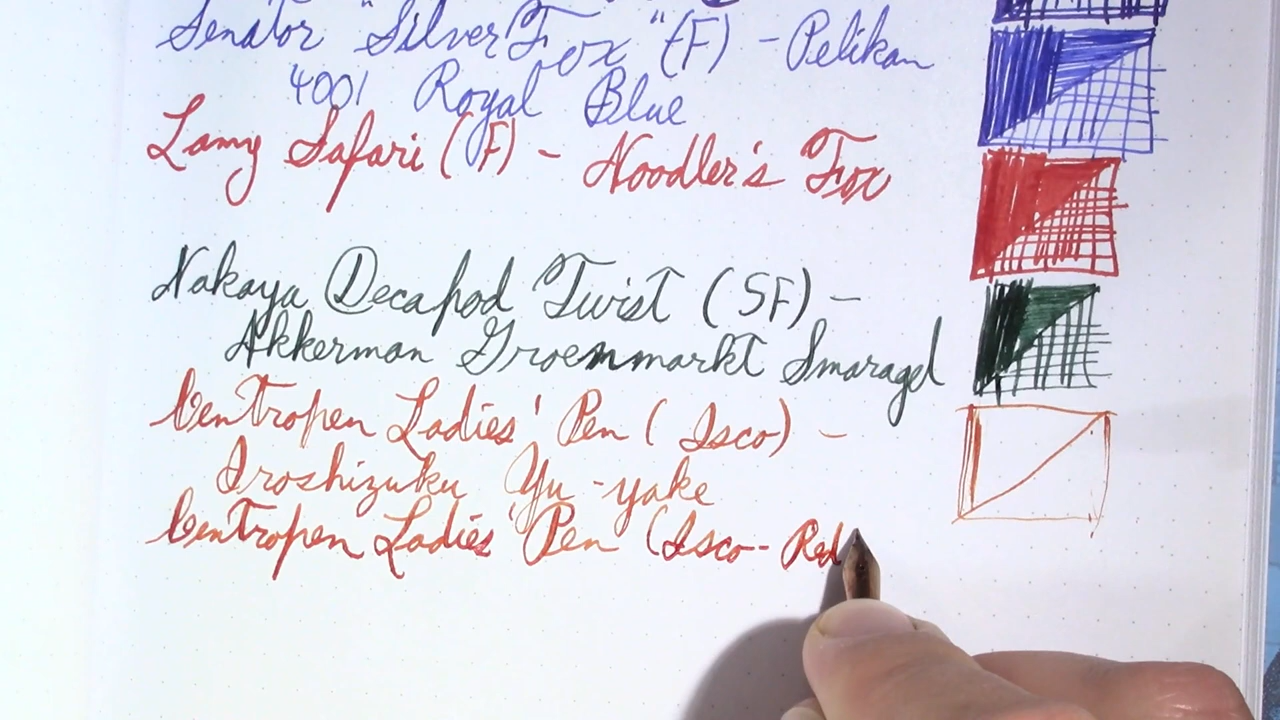 Senator "Silver Fox" (F) - Pelikan
4001 Royal Blue
Lamy Safari (F) - Noodler's Fox
Nakaya Decapod Twist (SF) -
Akkerman Groenmarkt Smaragd
Centropen Ladies' Pen (Isco) -
Iroshizuku Yu-yake
Centropen Ladies' Pen (Isco - Red